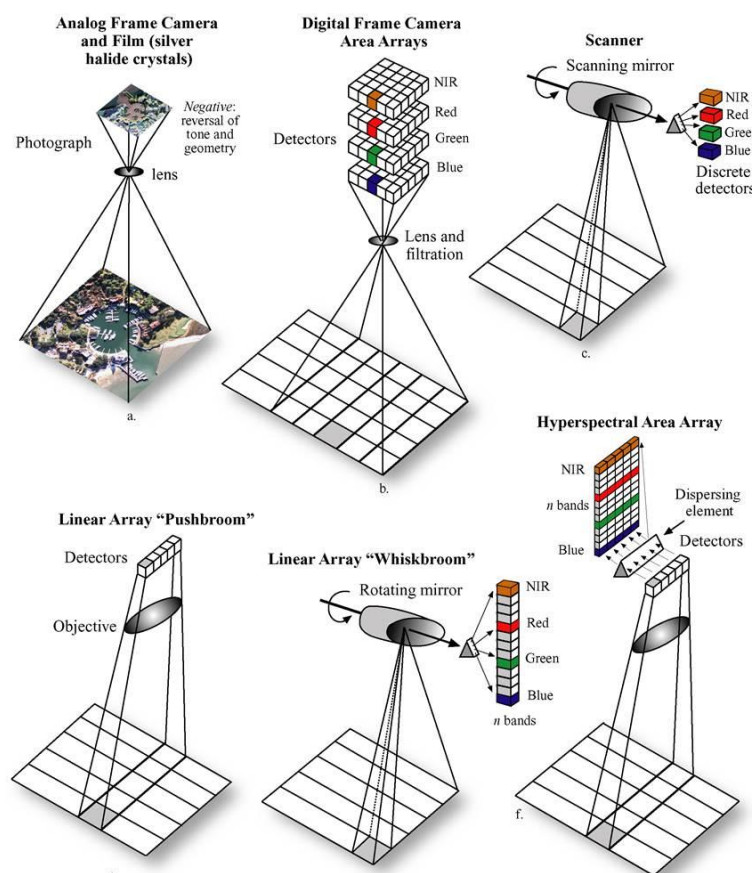 Analog Frame Camera
and Film (silver
halide crystals)
Negative:
reversal of
tone and
geometry
Photograph
lens
a.
Digital Frame Camera
Area Arrays
NIR
Red
Detectors
Green
Blue
Lens and
filtration
b.
Scanner
Scanning mirror
NIR
Red
Green
Blue
Discrete
detectors
c.
Linear Array “Pushbroom”
Detectors
Objective
Linear Array “Whiskbroom”
Rotating mirror
NIR
Red
Green
Blue
n bands
Hyperspectral Area Array
NIR
n bands
Blue
Dispersing
element
Detectors
f.